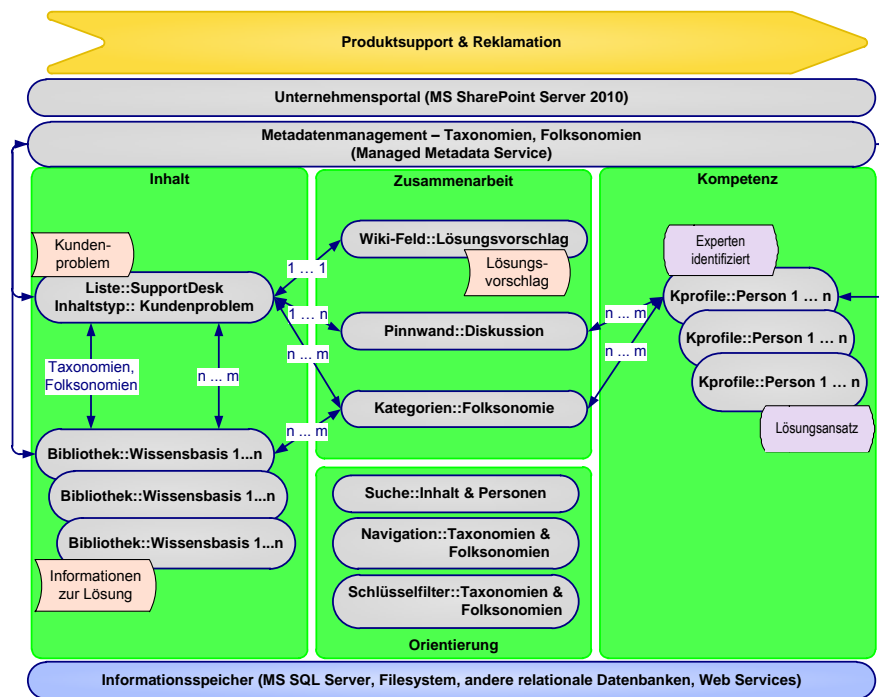 Produktsupport & Reklamation
Unternehmensportal (MS SharePoint Server 2010)
Metadatenmanagement – Taxonomien, Folksonomien
(Managed Metadata Service)
Inhalt
Kunden-
problem
Liste::SupportDesk
Inhaltstyp:: Kundenproblem
Taxonomien,
Folksonomien
n ... m
Bibliothek::Wissensbasis 1...n
Bibliothek::Wissensbasis 1...n
Bibliothek::Wissensbasis 1...n
Informationen
zur Lösung
1 ... 1
1 ... n
n ... m
n ... m
Zusammenarbeit
Wiki-Feld::Lösungsvorschlag
Lösungs-
vorschlag
Pinnwand::Diskussion
Kategorien::Folksonomie
Suche::Inhalt & Personen
Navigation::Taxonomien &
Folksonomien
Schlüsselfilter::Taxonomien &
Folksonomien
Orientierung
n ... m
n ... m
Kompetenz
Experten
identifiziert
Kprofile::Person 1 ... n
Kprofile::Person 1 ... n
Kprofile::Person 1 ... n
Lösungsansatz
Informationsspeicher (MS SQL Server, Filesystem, andere relationale Datenbanken, Web Services)